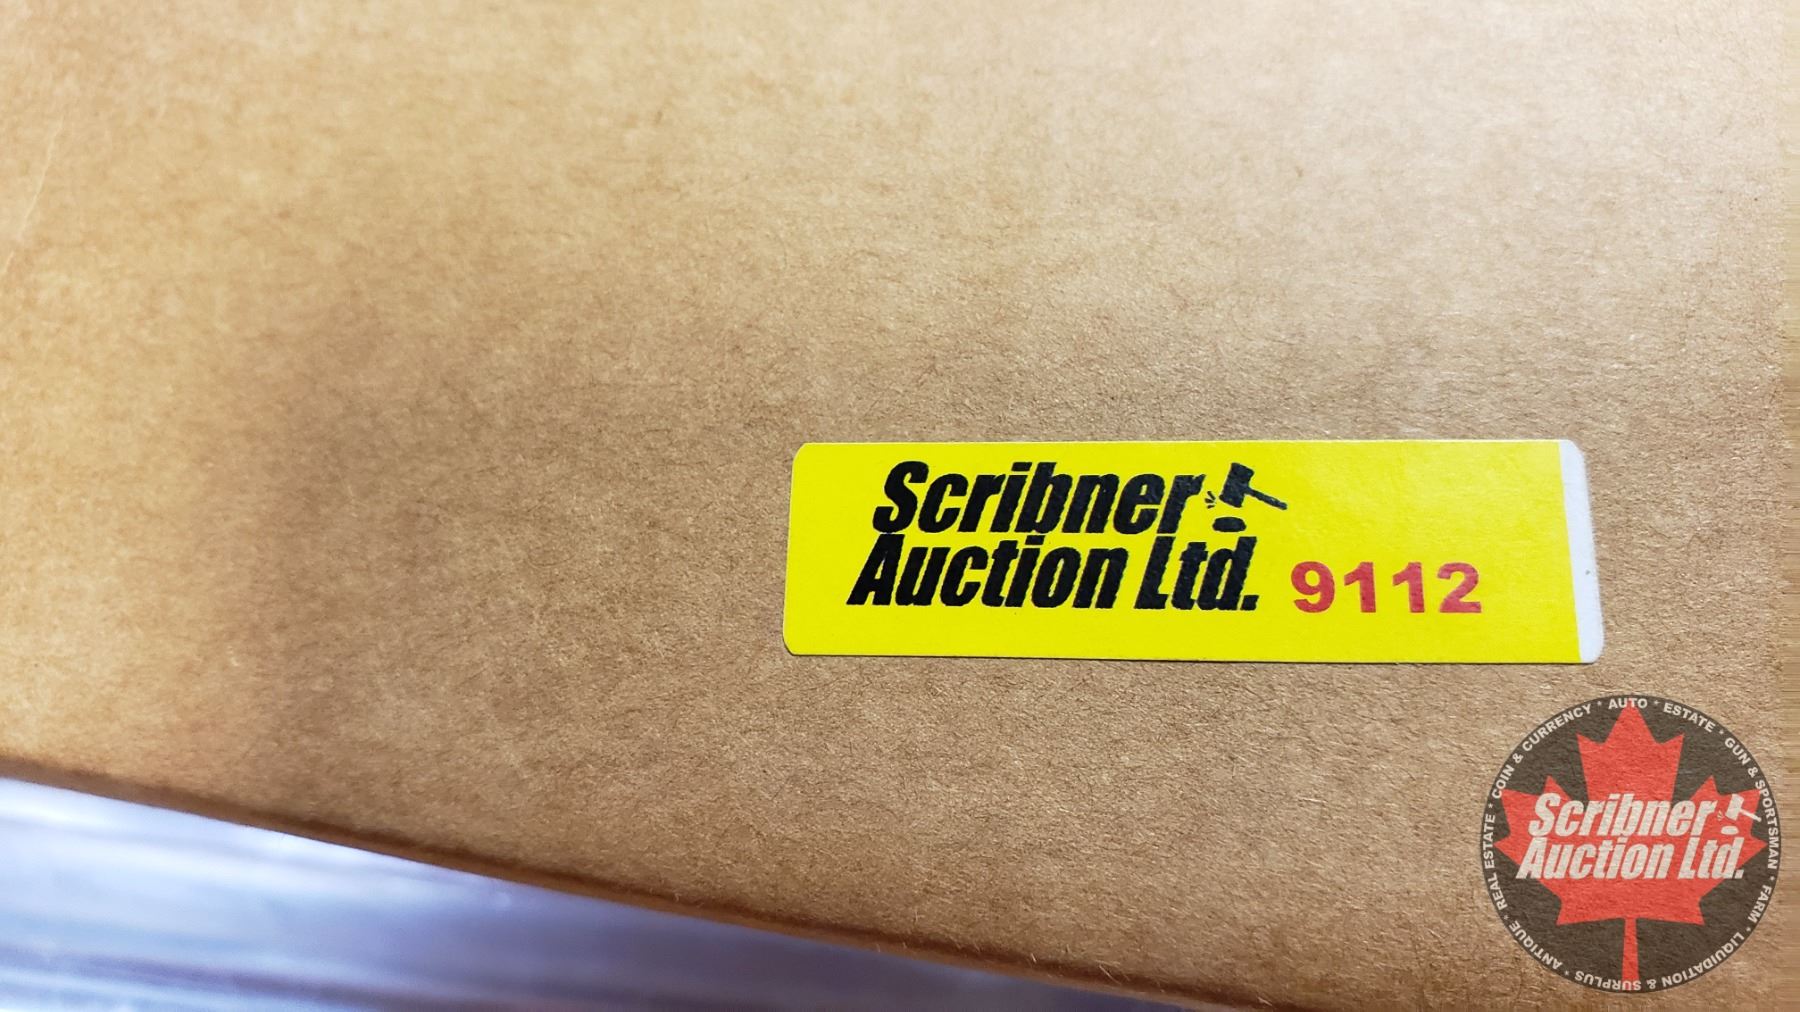 Scribner
Auction Ltd. 9112
COIN & CURRENCY * AUTO * ESTATE * GUN & SPORTSMAN * FARM * LIQUIDATION & SURPLUS * ANTIQUE * REAL ESTATE *
Scribner
Auction Ltd.